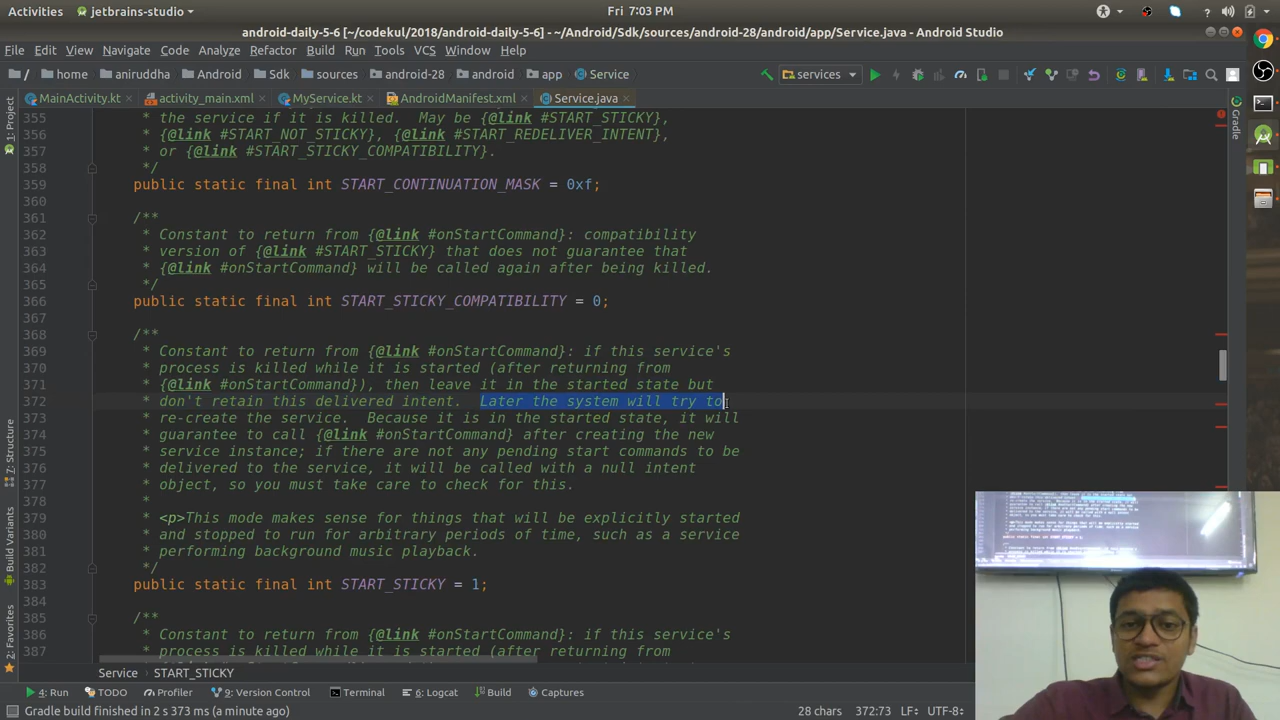 Activities
jetbrains-studio
Fri 7:03 PM
android-daily-5-6 [~/codekul/2018/android-daily-5-6] - ~/Android/Sdk/sources/android-28/android/app/Service.java - Android Studio
File Edit View Navigate Code Analyze Refactor Build Run Tools VCS Window Help
/ home aniruddha Android Sdk sources android-28 android app Service
services
MainActivity.kt activity_main.xml MyService.kt AndroidManifest.xml Service.java
1: Project
7: Structure
Build Variants
2: Favorites
Gradle
355 the service if it is killed.  May be {@link #START_STICKY},
356 * {@link #START_NOT_STICKY}, {@link #START_REDELIVER_INTENT},
357 * or {@link #START_STICKY_COMPATIBILITY}.
358 */
359 public static final int START_CONTINUATION_MASK = 0xf;
360
361 /**
362 * Constant to return from {@link #onStartCommand}: compatibility
363 * version of {@link #START_STICKY} that does not guarantee that
364 * {@link #onStartCommand} will be called again after being killed.
365 */
366 public static final int START_STICKY_COMPATIBILITY = 0;
367
368 /**
369 * Constant to return from {@link #onStartCommand}: if this service's
370 * process is killed while it is started (after returning from
371 * {@link #onStartCommand}), then leave it in the started state but
372 * don't retain this delivered intent.  Later the system will try to
373 * re-create the service.  Because it is in the started state, it will
374 * guarantee to call {@link #onStartCommand} after creating the new
375 * service instance; if there are not any pending start commands to be
376 * delivered to the service, it will be called with a null intent
377 * object, so you must take care to check for this.
378 *
379 * <p>This mode makes sense for things that will be explicitly started
380 * and stopped to run for arbitrary periods of time, such as a service
381 * performing background music playback.
382 */
383 public static final int START_STICKY = 1;
384
385 /**
386 * Constant to return from {@link #onStartCommand}: if this service's
387 * process is killed while it is started (after returning from
Service START_STICKY
4: Run TODO Profiler 9: Version Control Terminal 6: Logcat Build Captures
Gradle build finished in 2 s 373 ms (a minute ago)
28 chars 372:73 LF÷ UTF-8÷